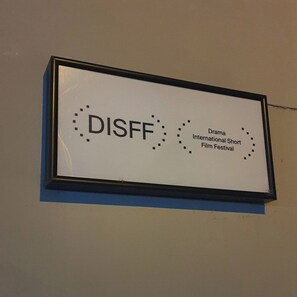 DISFF
Drama
International Short
Film Festival